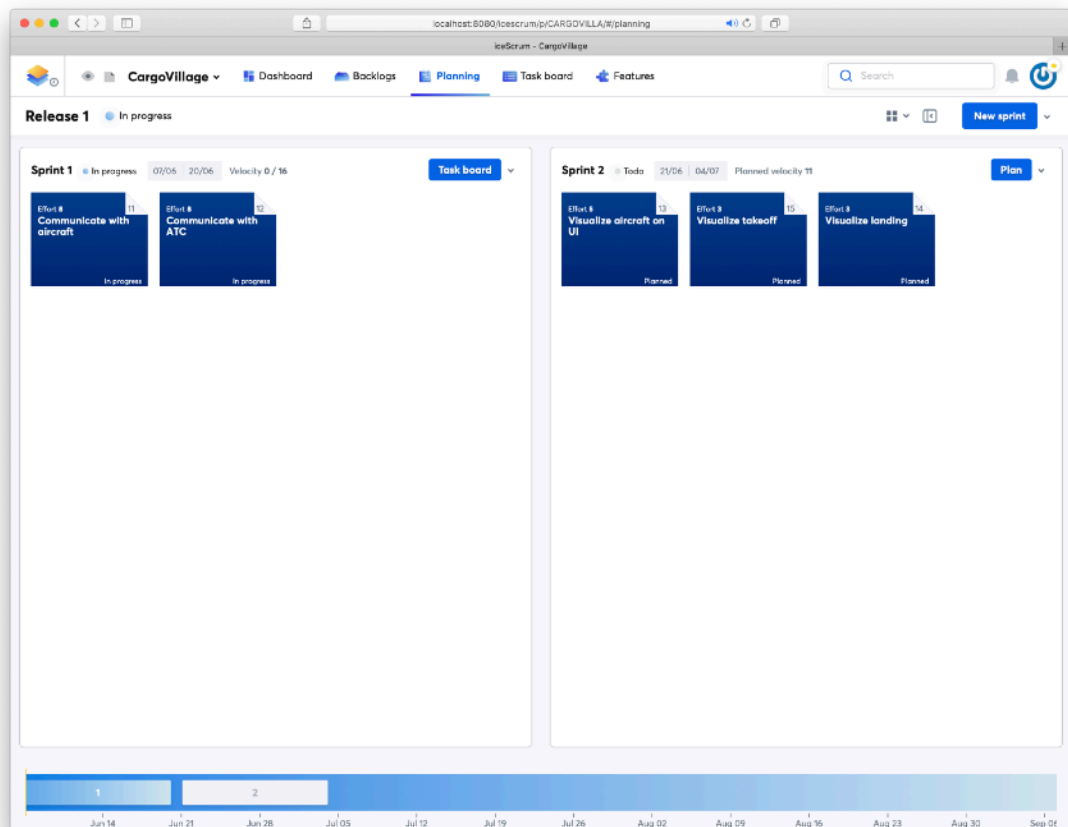 localhost:8080/icescrum/p/CARGOVILLA/#/planning
iceScrum - CargoVillage
CargoVillage
Dashboard
Backlogs
Planning
Task board
Features
Search
Release 1
In progress
New sprint
Sprint 1
In progress
07/06
20/06
Velocity 0 / 16
Task board
Effort 8
11
Communicate with
aircraft
In progress
Effort 8
12
Communicate with
ATC
In progress
Sprint 2
Todo
21/06
04/07
Planned velocity 11
Plan
Effort 5
13
Visualize aircraft on
UI
Planned
Effort 3
15
Visualize takeoff
Planned
Effort 3
14
Visualize landing
Planned
1
2
Jun 14
Jun 21
Jun 28
Jul 05
Jul 12
Jul 19
Jul 26
Aug 02
Aug 09
Aug 16
Aug 23
Aug 30
Sep 06